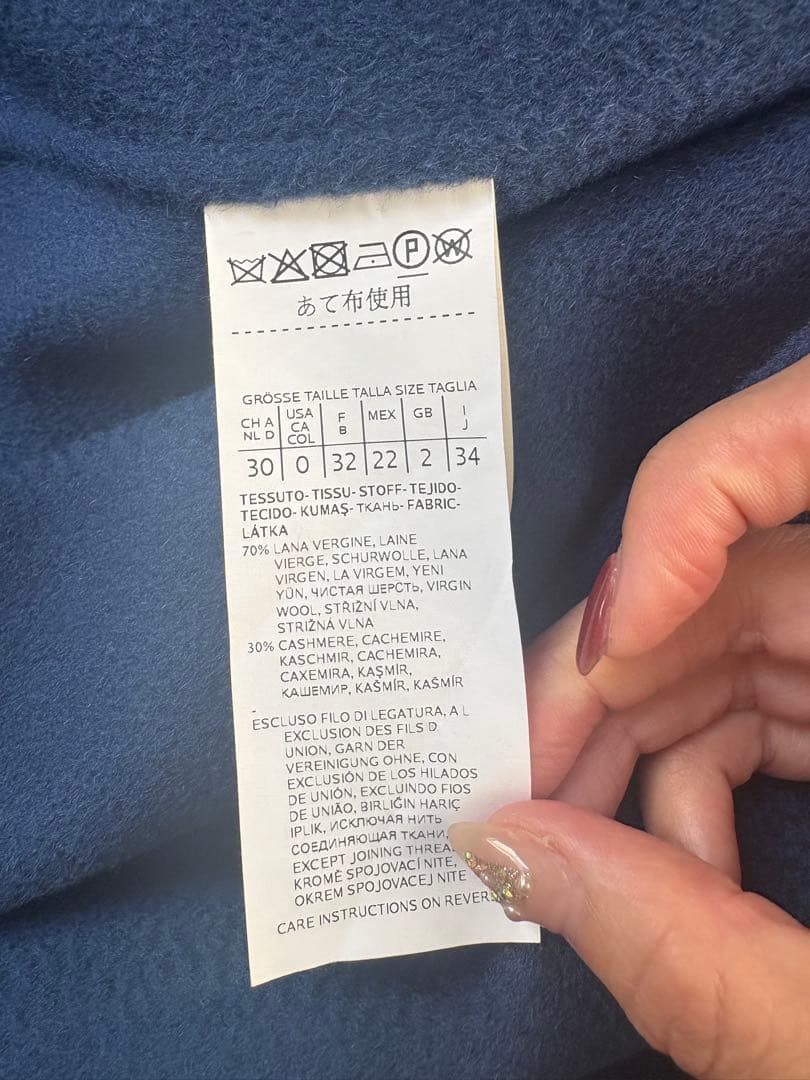 P W
あて布使用
GRÖSSE TAILLE TALLA SIZE TAGLIA
CH A NL D USA CA COL F B MEX GB I J
30 0 32 22 2 34
TESSUTO- TISSU- STOFF- TEJIDO-
TECIDO- KUMAŞ- ТКАНЬ- FABRIC-
LÁTKA
70% LANA VERGINE, LAINE
VIERGE, SCHURWOLLE, LANA
VIRGEN, LA VIRGEM, YENI
YÜN, ЧИСТАЯ ШЕРСТЬ, VIRGIN
WOOL, STŘIŽNÍ VLNA,
STRIŽNÁ VLNA
30% CASHMERE, CACHEMIRE,
KASCHMIR, CACHEMIRA,
CAXEMIRA, KAŞMİR,
КАШЕМИР, KAŠMÍR, KAŠMÍR
-
ESCLUSO FILO DI LEGATURA, A L
EXCLUSION DES FILS D
UNION, GARN DER
VEREINIGUNG OHNE, CON
EXCLUSIÓN DE LOS HILADOS
DE UNIÓN, EXCLUINDO FIOS
DE UNIÃO, BIRLIĞIN HARIÇ
IPLIK, ИСКЛЮЧАЯ НИТЬ
СОЕДИНЯЮЩАЯ ТКАНИ,
EXCEPT JOINING
KROMĚ SPOJOVACÍ NITE,
OKREM SPOJOVACEJ NITE
CARE INSTRUCTIONS ON